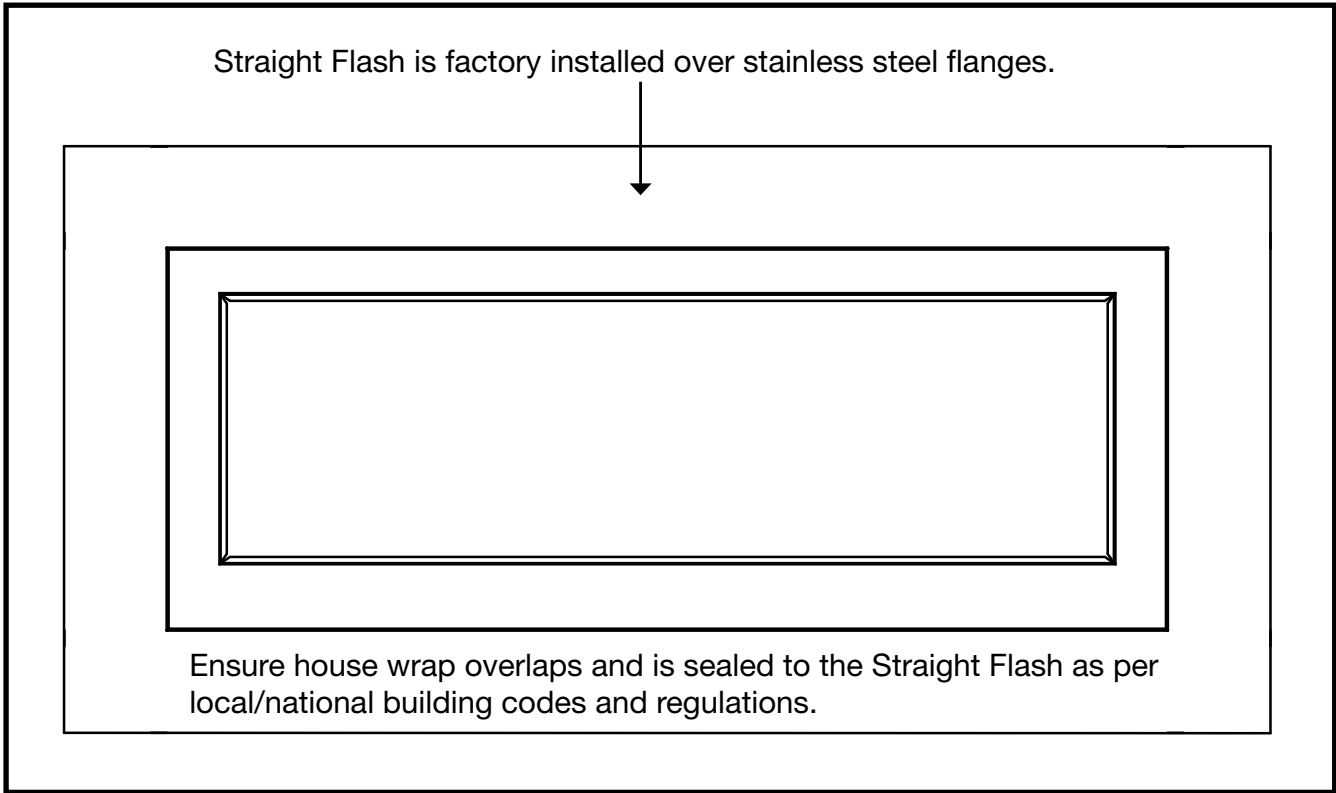 Straight Flash is factory installed over stainless steel flanges.
Ensure house wrap overlaps and is sealed to the Straight Flash as per
local/national building codes and regulations.